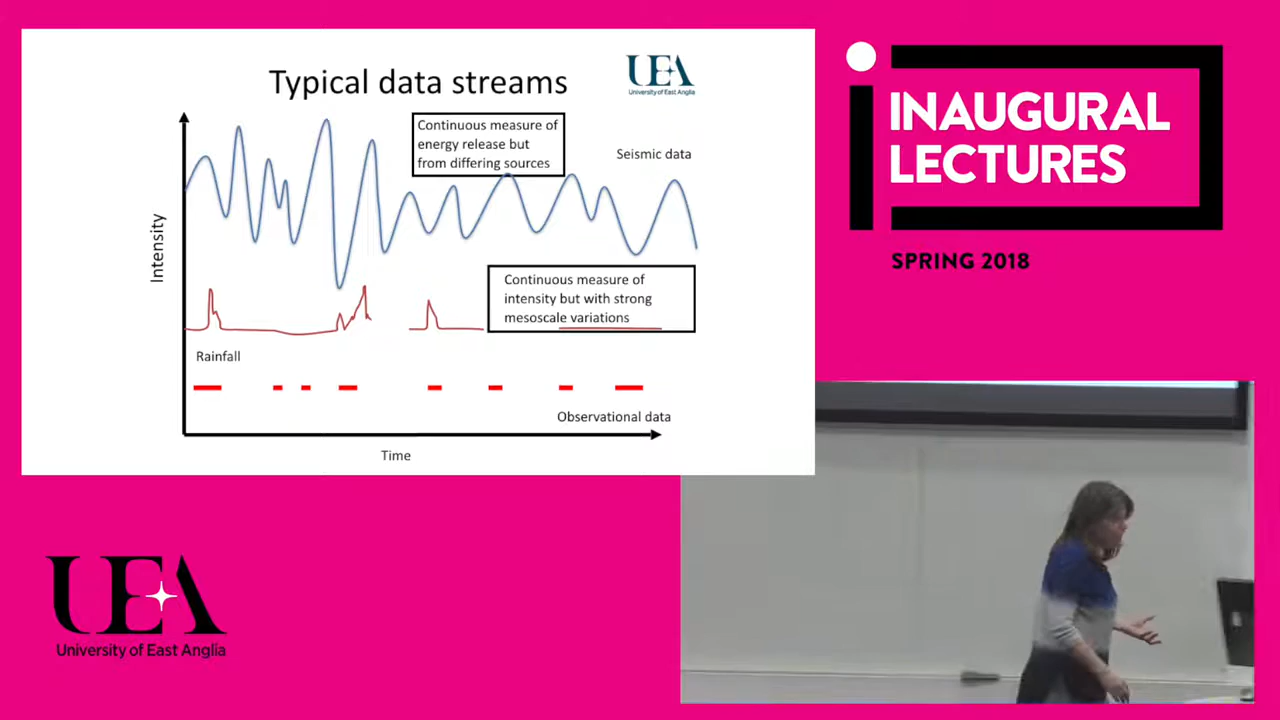 Typical data streams
UEA
University of East Anglia
Continuous measure of
energy release but
from differing sources
Seismic data
Intensity
Continuous measure of
intensity but with strong
mesoscale variations
Rainfall
Observational data
Time
INAUGURAL
LECTURES
SPRING 2018
UEA
University of East Anglia